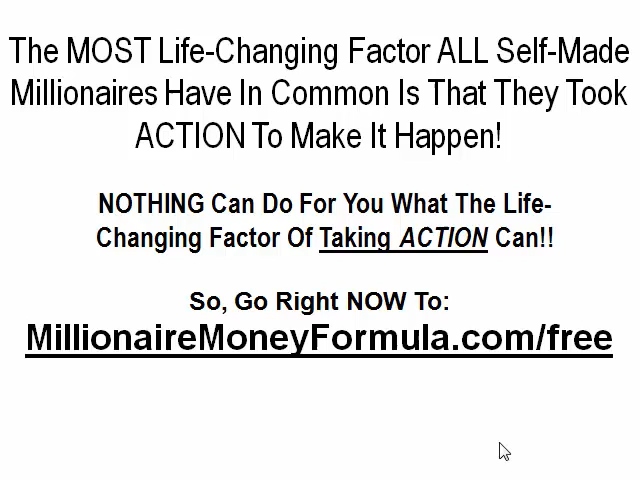 The MOST Life-Changing Factor ALL Self-Made
Millionaires Have In Common Is That They Took
ACTION To Make It Happen!
NOTHING Can Do For You What The Life-
Changing Factor Of Taking ACTION Can!!
So, Go Right NOW To:
MillionaireMoneyFormula.com/free